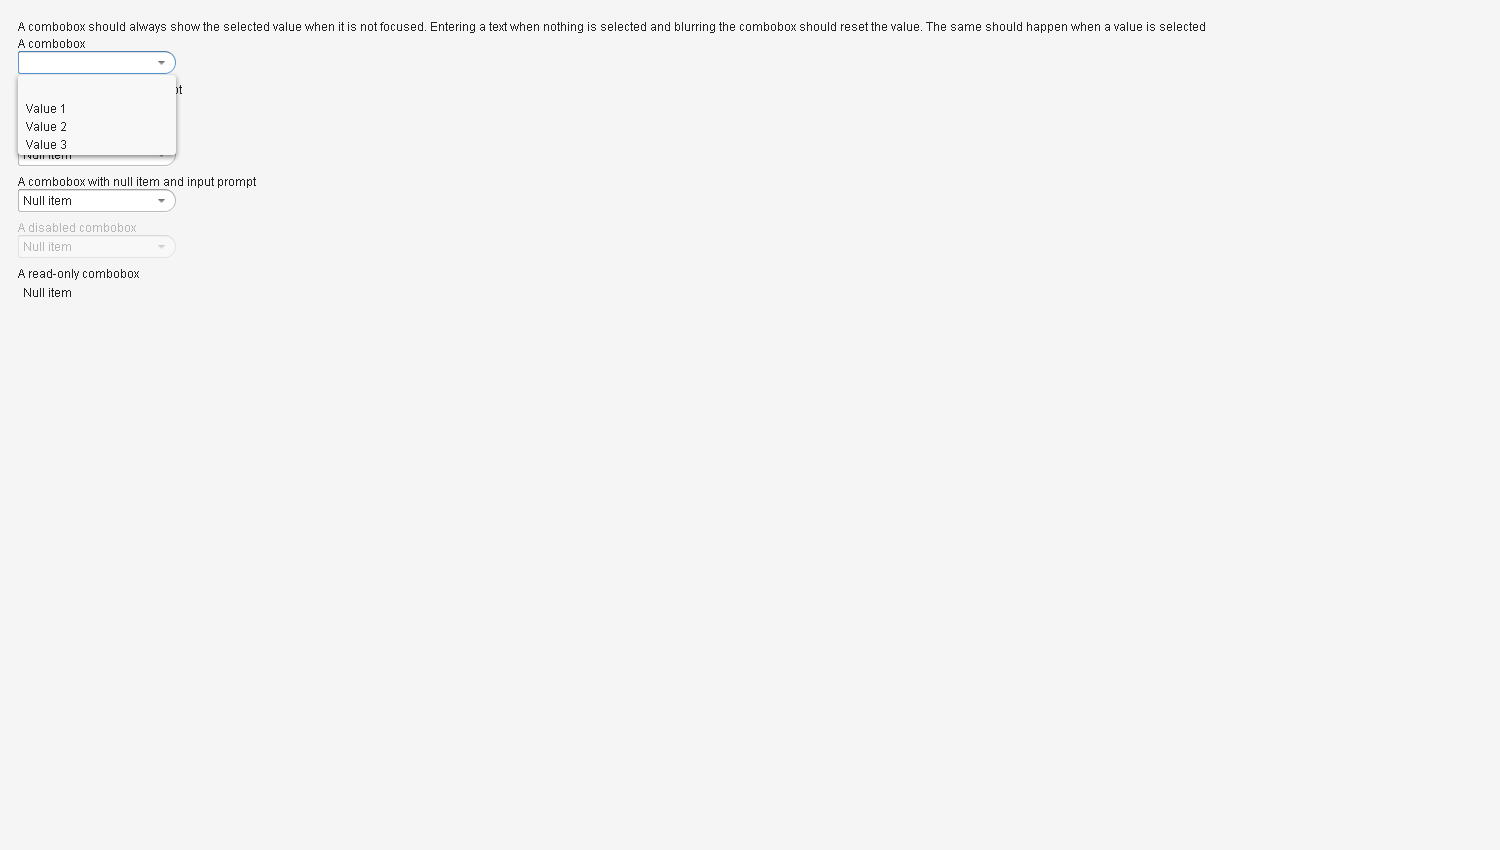 A combobox should always show the selected value when it is not focused. Entering a text when nothing is selected and blurring the combobox should reset the value. The same should happen when a value is selected
A combobox
Value 1
Value 2
Value 3
Null item
A combobox with null item and input prompt
Null item
A disabled combobox
Null item
A read-only combobox
Null item